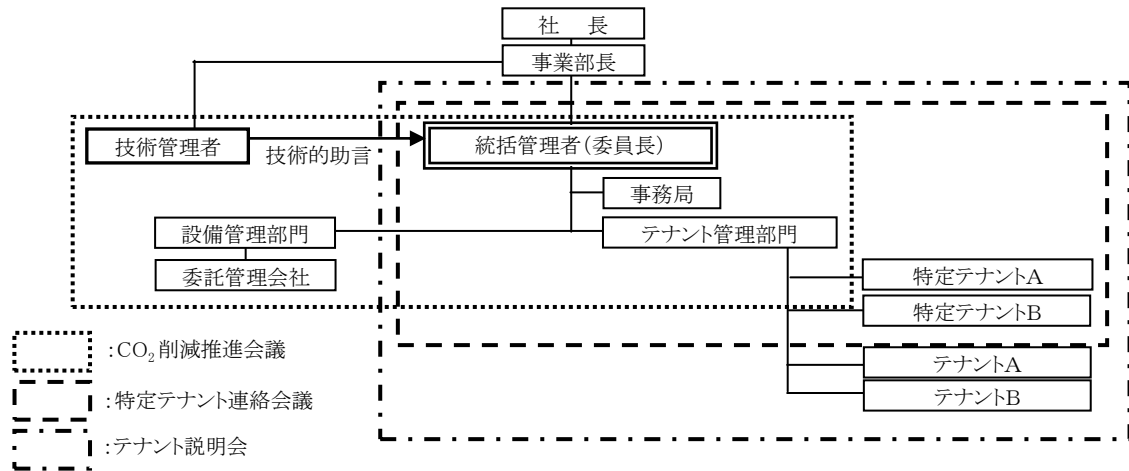 社　長
事業部長
技術管理者
技術的助言
統括管理者（委員長）
事務局
設備管理部門
テナント管理部門
委託管理会社
特定テナントA
特定テナントB
テナントA
テナントB
：CO₂削減推進会議
：特定テナント連絡会議
：テナント説明会